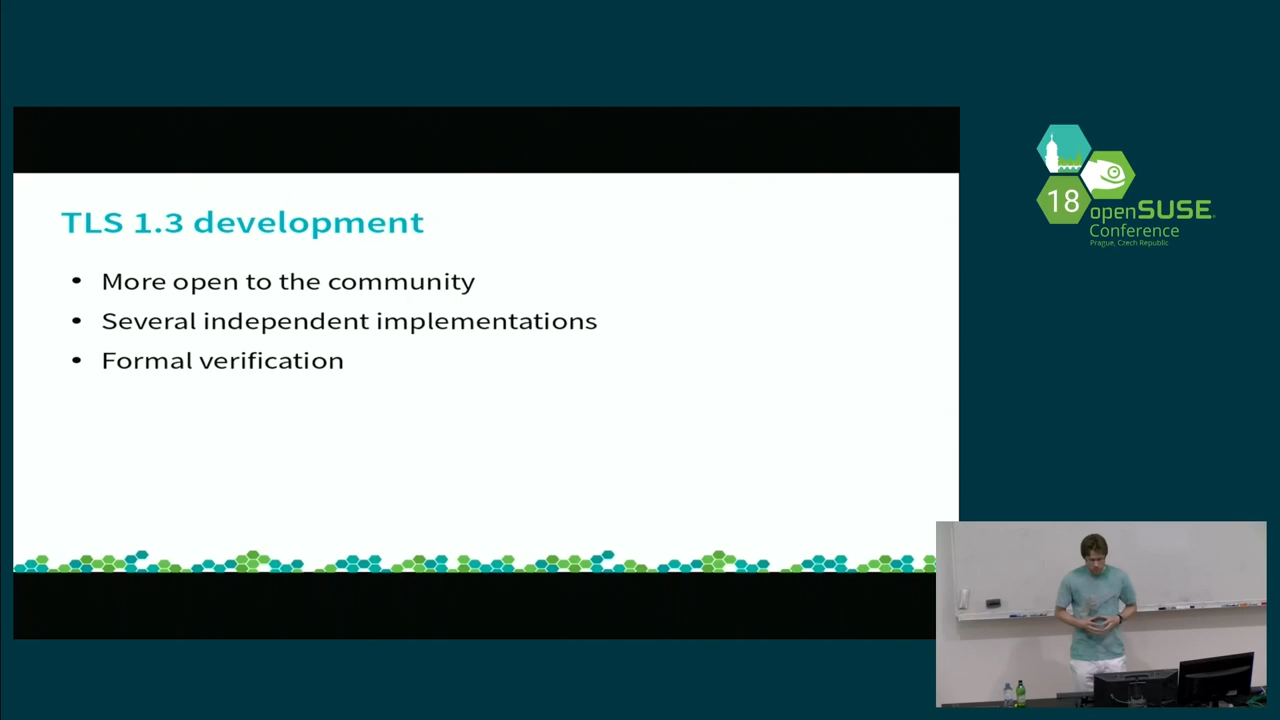 TLS 1.3 development
• More open to the community
• Several independent implementations
• Formal verification
18
openSUSE
Conference
Prague, Czech Republic